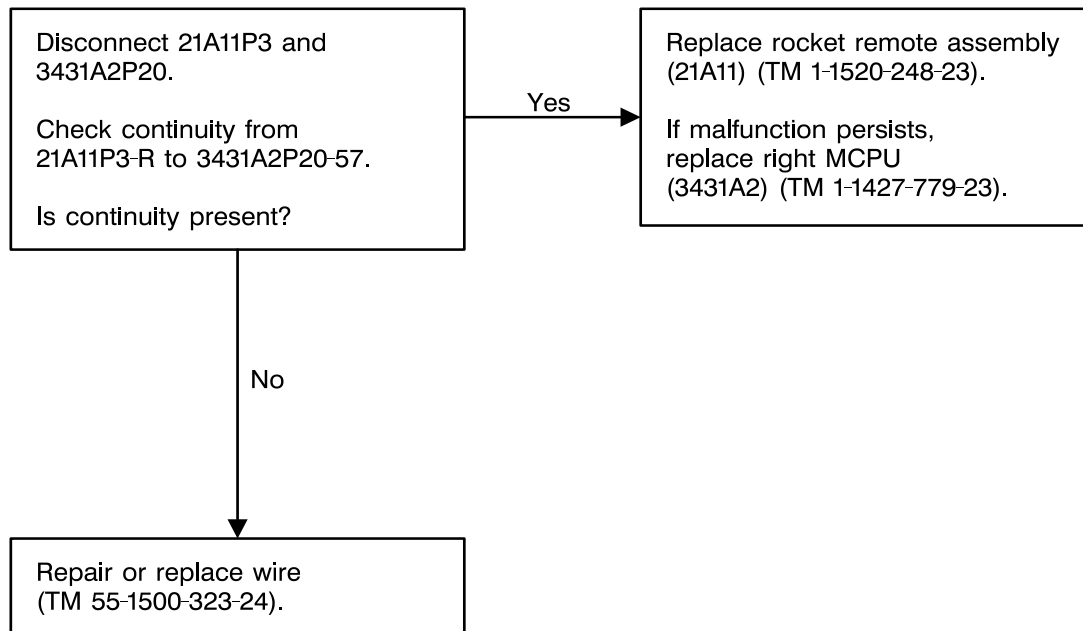 Disconnect 21A11P3 and
3431A2P20.
Check continuity from
21A11P3-R to 3431A2P20-57.
Is continuity present?
Yes
Replace rocket remote assembly
(21A11) (TM 1-1520-248-23).
If malfunction persists,
replace right MCPU
(3431A2) (TM 1-1427-779-23).
No
Repair or replace wire
(TM 55-1500-323-24).